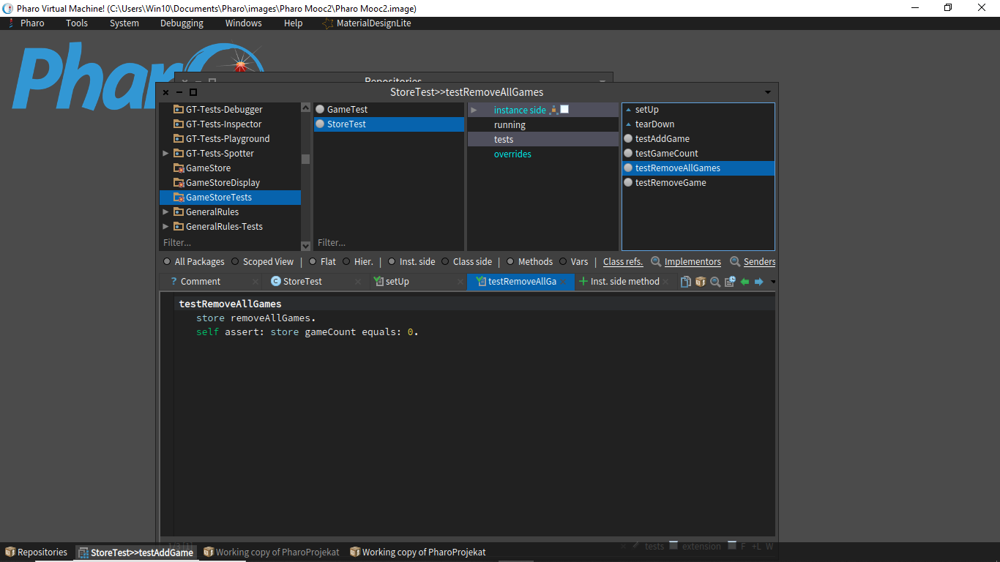 Pharo Virtual Machine! (C:\Users\Win10\Documents\Pharo\images\Pharo Mooc2\Pharo Mooc2.image)
Pharo Tools System Debugging Windows Help MaterialDesignLite
Pharo
Repositories
StoreTest>>testRemoveAllGames
GT-Tests-Debugger GameTest instance side setUp
GT-Tests-Inspector StoreTest running tearDown
GT-Tests-Playground tests testAddGame
GT-Tests-Spotter overrides testGameCount
GameStore testRemoveAllGames
GameStoreDisplay testRemoveGame
GameStoreTests
GeneralRules
GeneralRules-Tests
Filter... Filter...
All Packages Scoped View | Flat Hier. | Inst. side Class side | Methods Vars Class refs. Implementors Senders
? Comment StoreTest setUp testRemoveAllGa Inst. side method
testRemoveAllGames
store removeAllGames.
self assert: store gameCount equals: 0.
tests extension F +L W
Repositories StoreTest>>testAddGame Working copy of PharoProjekat Working copy of PharoProjekat